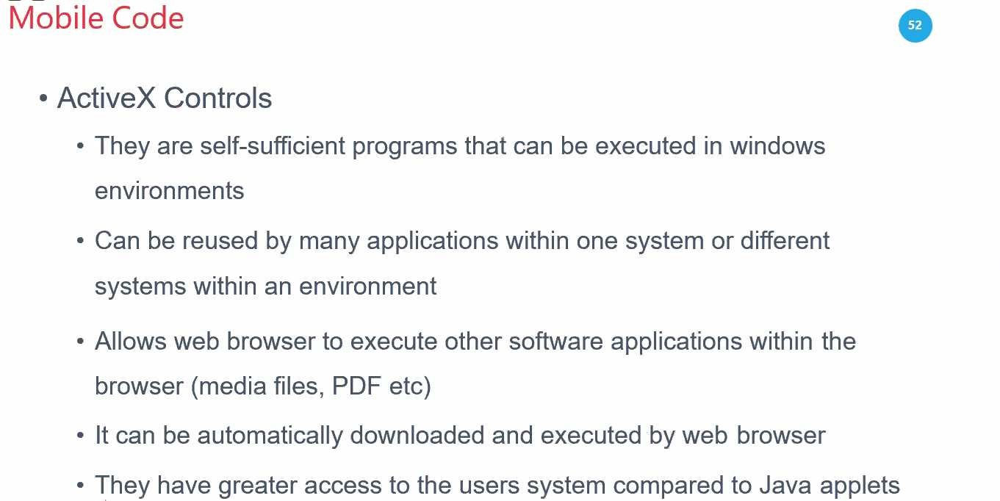 Mobile Code
52
• ActiveX Controls
• They are self-sufficient programs that can be executed in windows
environments
• Can be reused by many applications within one system or different
systems within an environment
• Allows web browser to execute other software applications within the
browser (media files, PDF etc)
• It can be automatically downloaded and executed by web browser
• They have greater access to the users system compared to Java applets